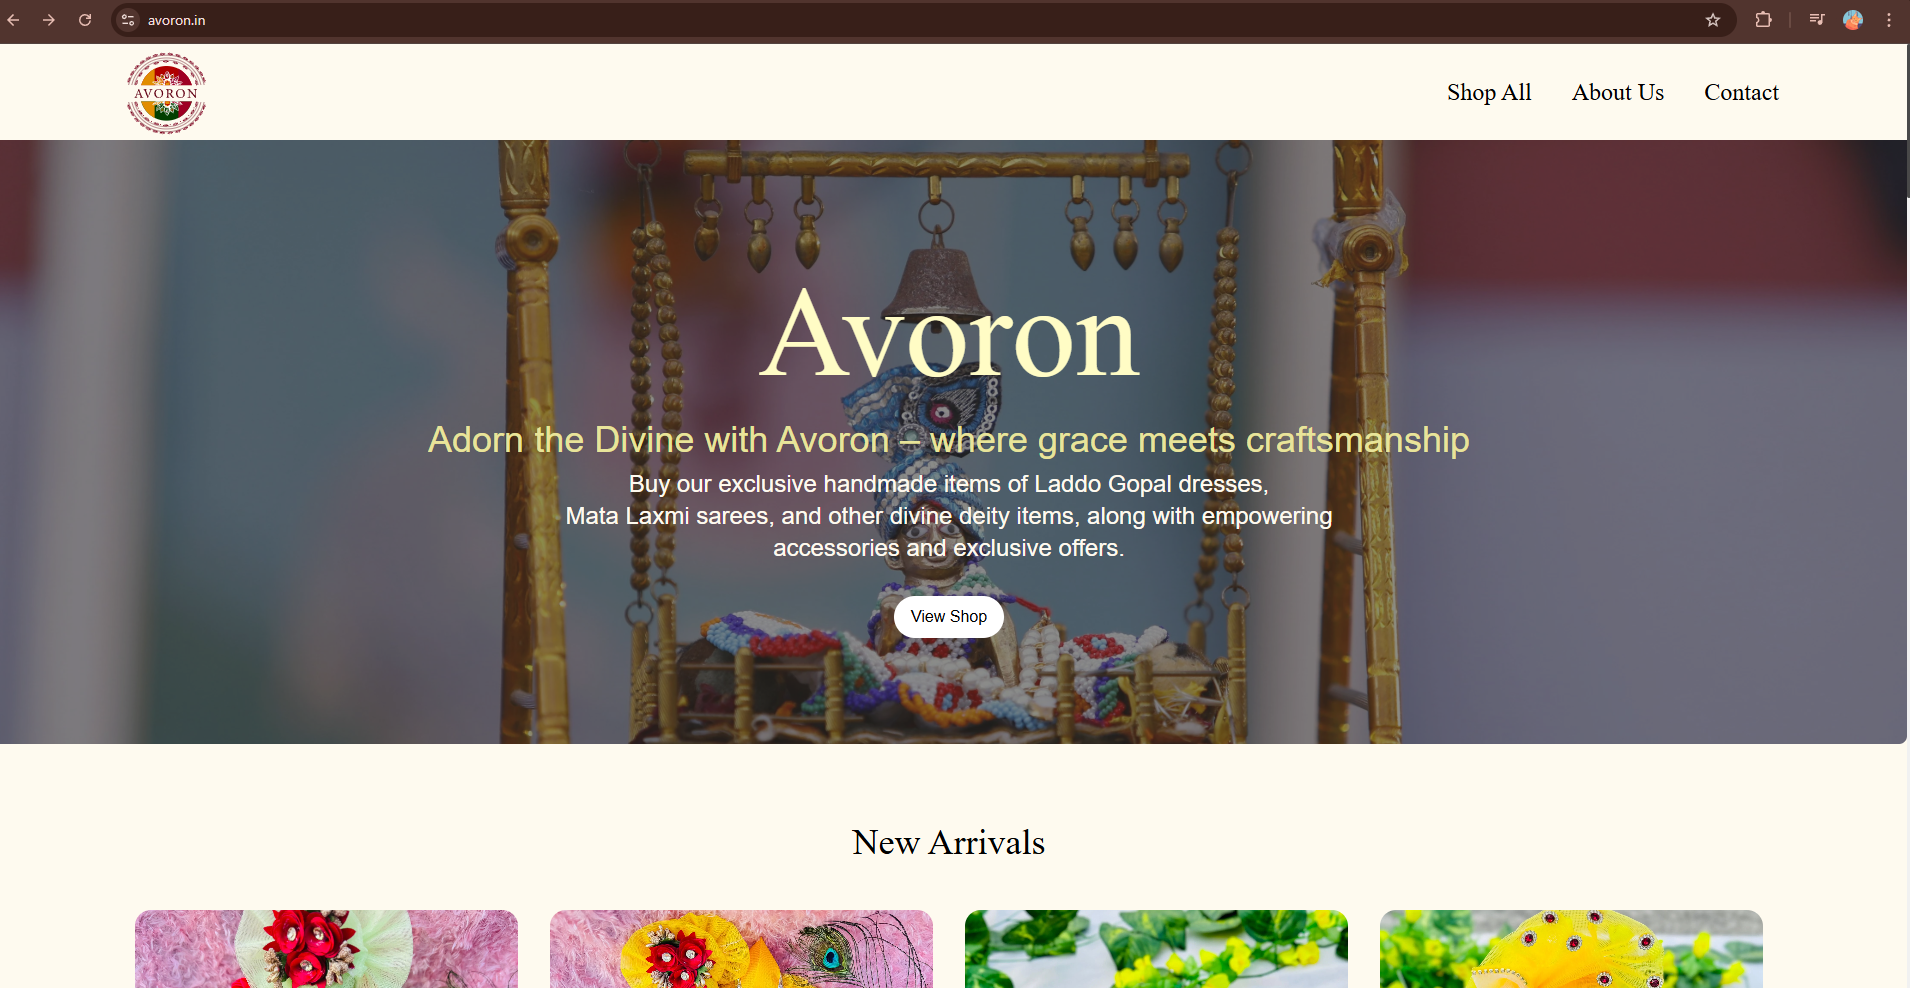 avoron.in
AVORON
Shop All
About Us
Contact
Avoron
Adorn the Divine with Avoron – where grace meets craftsmanship
Buy our exclusive handmade items of Laddo Gopal dresses,
Mata Laxmi sarees, and other divine deity items, along with empowering
accessories and exclusive offers.
View Shop
New Arrivals